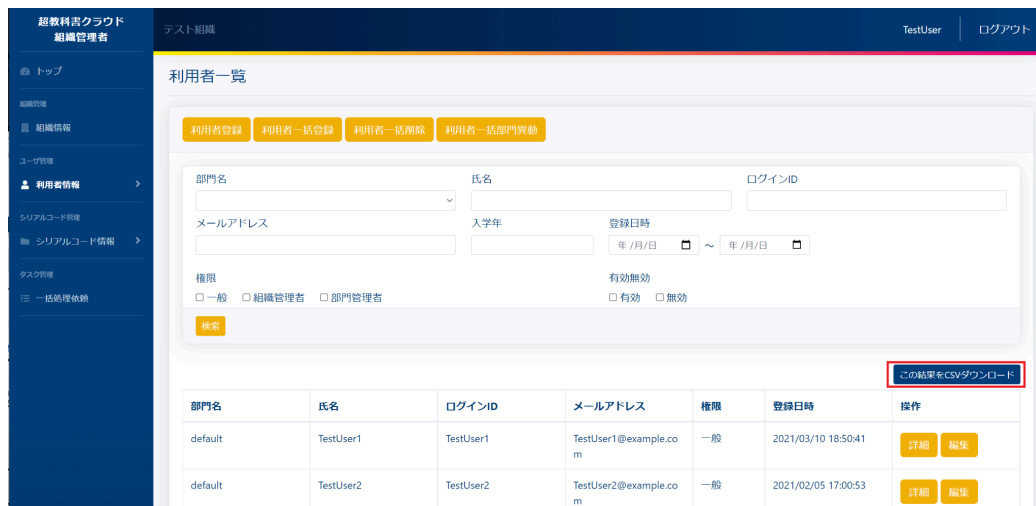 超教科書クラウド
組織管理者
テスト組織
TestUser
ログアウト
トップ
組織管理
組織情報
ユーザ管理
利用者情報
シリアルコード管理
シリアルコード情報
タスク管理
一括処理依頼
利用者一覧
利用者登録 利用者一括登録 利用者一括削除 利用者一括部門異動
部門名 氏名 ログインID
メールアドレス 入学年 登録日時
年 /月/日 ～ 年 /月/日
権限 有効無効
一般 組織管理者 部門管理者 有効 無効
検索
この結果をCSVダウンロード
部門名 氏名 ログインID メールアドレス 権限 登録日時 操作
default TestUser1 TestUser1 TestUser1@example.co 一般 2021/03/10 18:50:41 詳細 編集
m
default TestUser2 TestUser2 TestUser2@example.co 一般 2021/02/05 17:00:53 詳細 編集
m